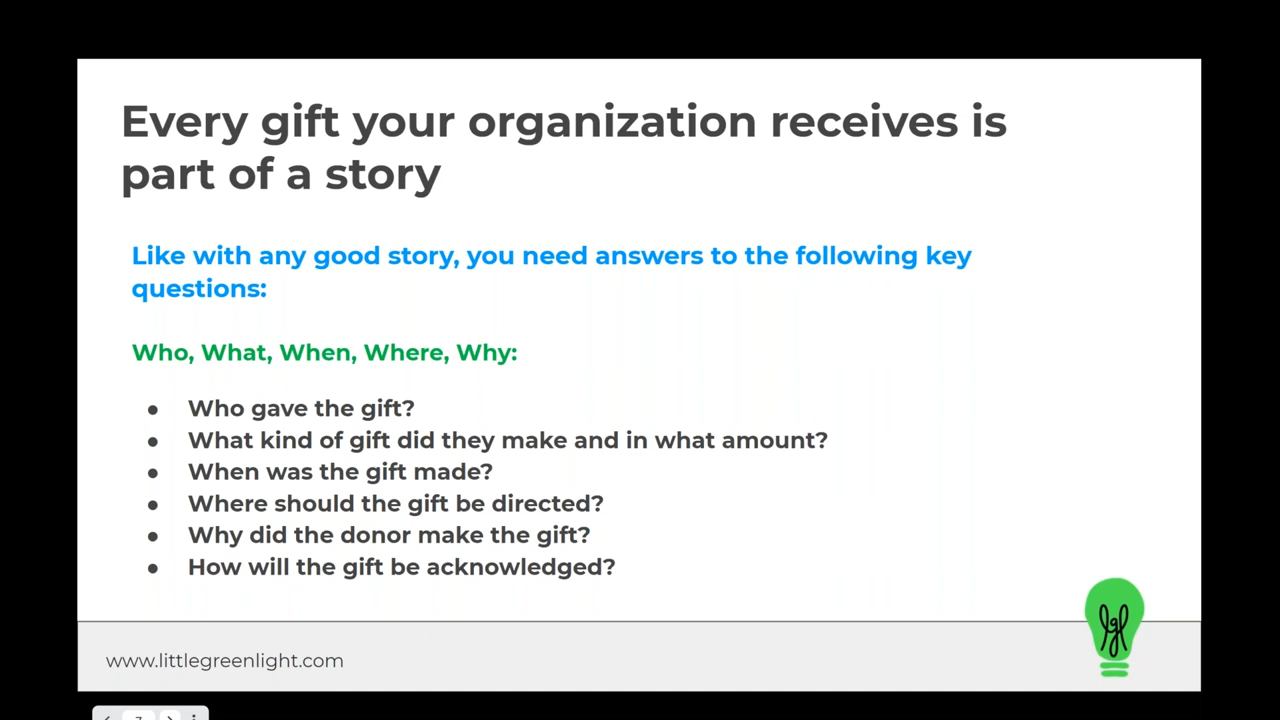 Every gift your organization receives is
part of a story
Like with any good story, you need answers to the following key
questions:
Who, What, When, Where, Why:
● Who gave the gift?
● What kind of gift did they make and in what amount?
● When was the gift made?
● Where should the gift be directed?
● Why did the donor make the gift?
● How will the gift be acknowledged?
lgl
www.littlegreenlight.com